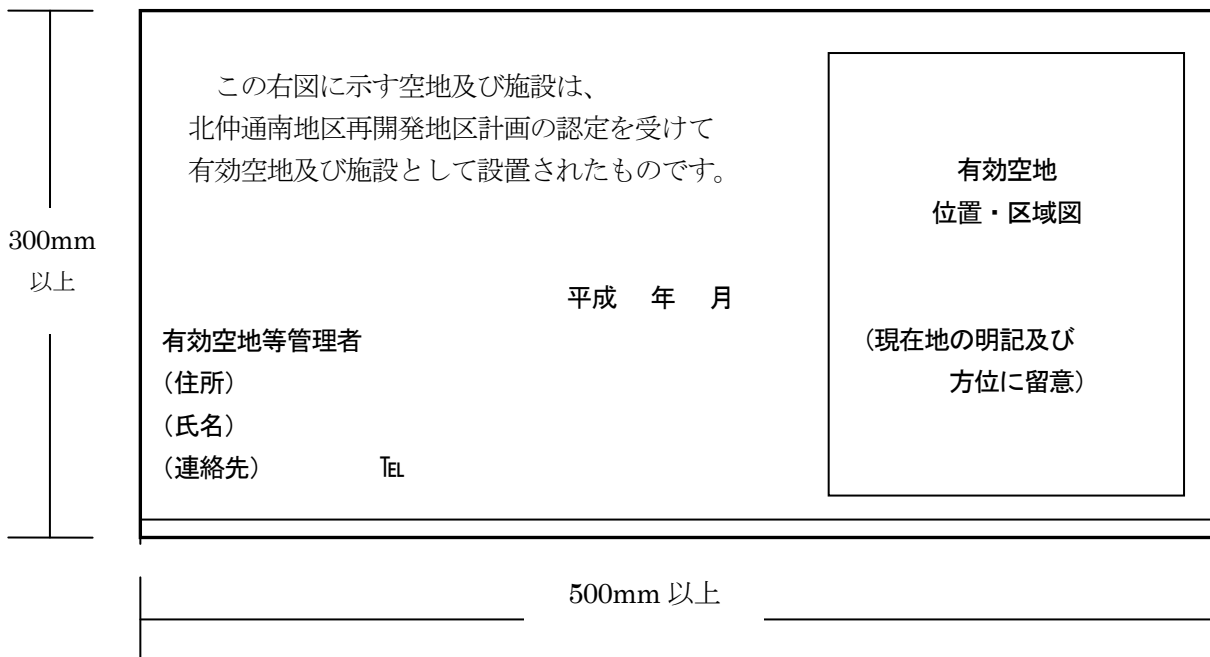 この右図に示す空地及び施設は、
北仲通南地区再開発地区計画の認定を受けて
有効空地及び施設として設置されたものです。
平成 年 月
有効空地等管理者
(住所)
(氏名)
(連絡先) ℡
有効空地
位置・区域図
(現在地の明記及び
方位に留意)
300mm
以上
500mm 以上